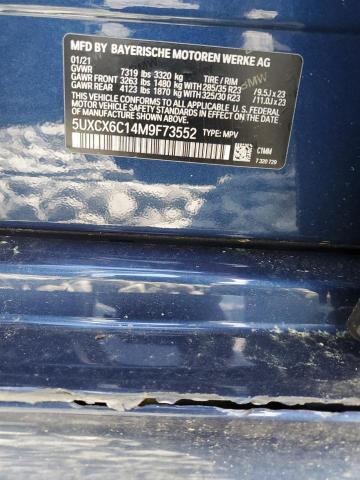 MFD BY BAYERISCHE MOTOREN WERKE AG
01/21
GVWR 7319 lbs 3320 kg TIRE / RIM
GAWR FRONT 3263 lbs 1480 kg 285/35 R23 /9.5J x 23
GAWR REAR 4123 lbs 1870 kg 325/30 R23 /11.0J x 23
THIS VEHICLE CONFORMS TO ALL APPLICABLE U.S. FEDERAL
MOTOR VEHICLE SAFETY STANDARDS IN EFFECT
ON THE DATE OF MANUFACTURE SHOWN ABOVE.
5UXCX6C14M9F73552 TYPE: MPV
C1MM
7 329 729